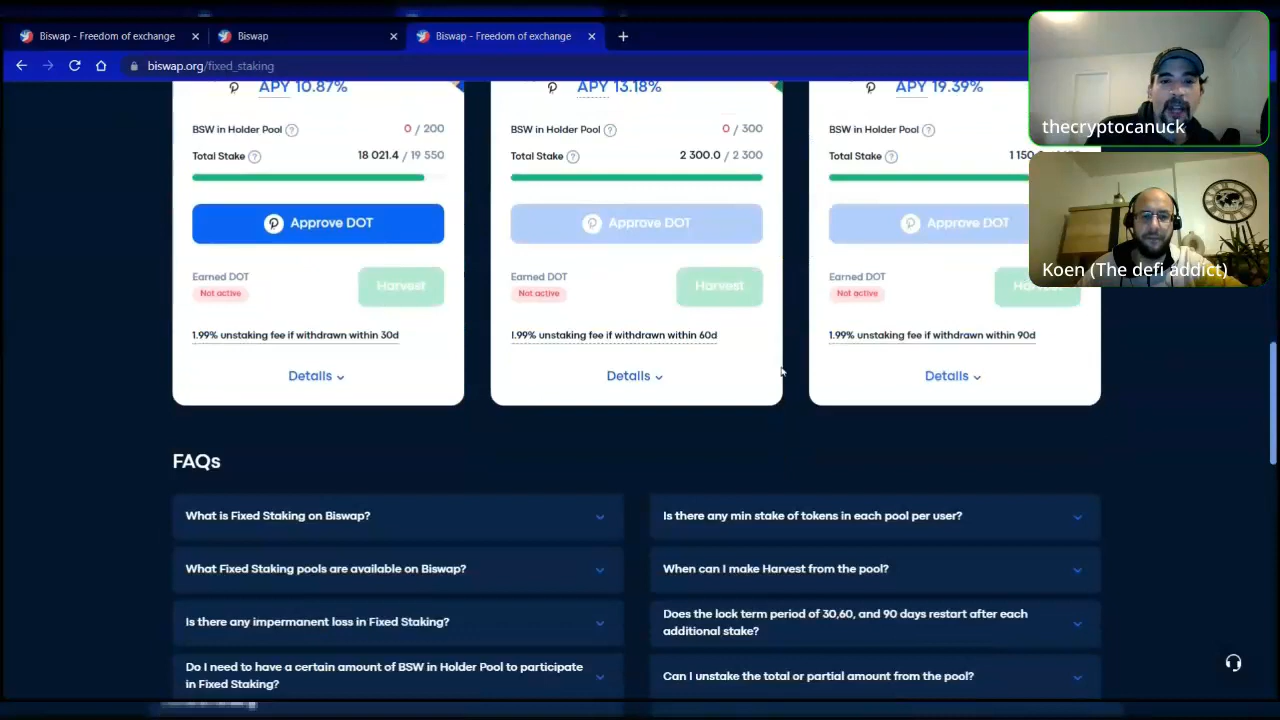 Biswap - Freedom of exchange
Biswap
Biswap - Freedom of exchange
biswap.org/fixed_staking
APY 10.87%
APY 13.18%
APY 19.39%
thecryptocanuck
BSW in Holder Pool ? 0 / 200
BSW in Holder Pool ? 0 / 300
BSW in Holder Pool ?
Total Stake ? 18 021.4 / 19 550
Total Stake ? 2 300.0 / 2 300
Total Stake ? 1 150
Approve DOT
Approve DOT
Approve DOT
Koen (The defi addict)
Earned DOT
Not active
Harvest
Earned DOT
Not active
Harvest
Earned DOT
Not active
1.99% unstaking fee if withdrawn within 30d
1.99% unstaking fee if withdrawn within 60d
1.99% unstaking fee if withdrawn within 90d
Details
Details
Details
FAQs
What is Fixed Staking on Biswap?
Is there any min stake of tokens in each pool per user?
What Fixed Staking pools are available on Biswap?
When can I make Harvest from the pool?
Is there any impermanent loss in Fixed Staking?
Does the lock term period of 30,60, and 90 days restart after each
additional stake?
Do I need to have a certain amount of BSW in Holder Pool to participate
in Fixed Staking?
Can I unstake the total or partial amount from the pool?